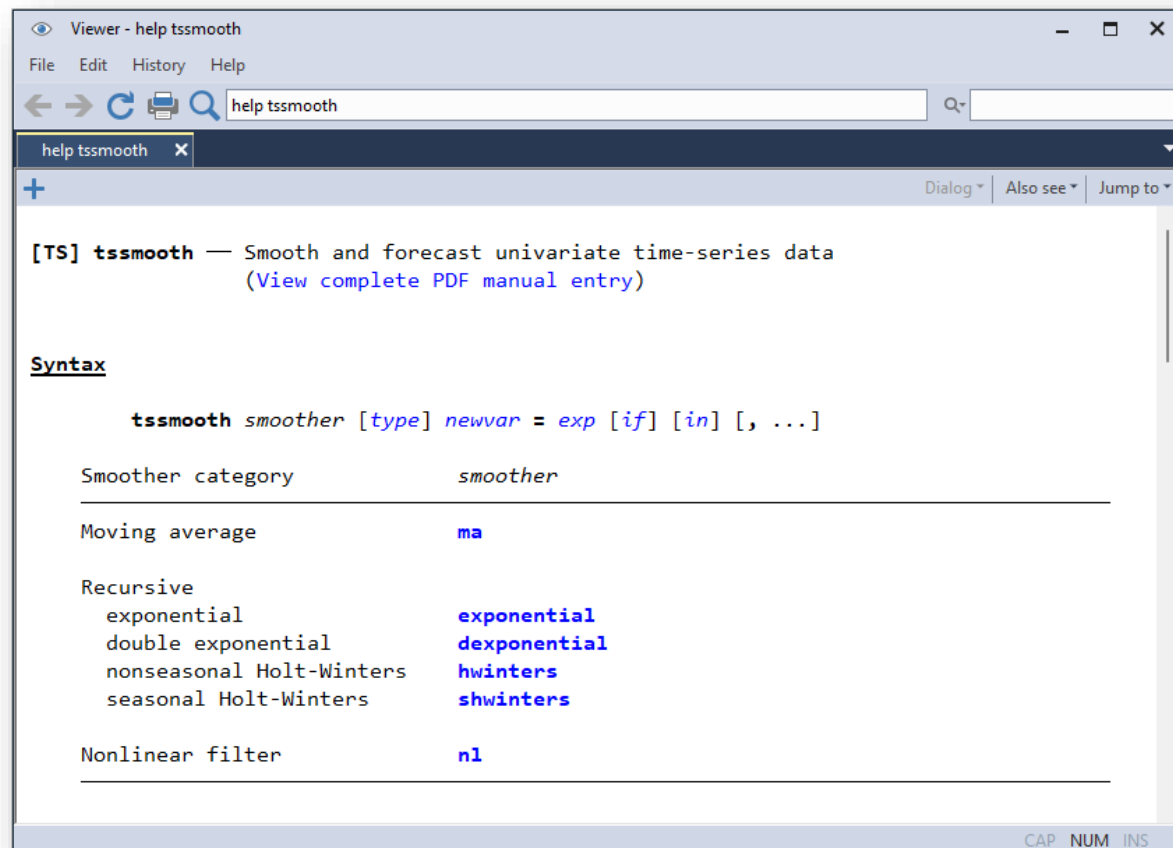 Viewer - help tssmooth
File Edit History Help
help tssmooth
help tssmooth
Dialog Also see Jump to
[TS] tssmooth — Smooth and forecast univariate time-series data
(View complete PDF manual entry)
Syntax
tssmooth smoother [type] newvar = exp [if] [in] [, ...]
Smoother category smoother
Moving average ma
Recursive
exponential exponential
double exponential dexponential
nonseasonal Holt-Winters hwinters
seasonal Holt-Winters shwinters
Nonlinear filter nl
CAP NUM INS